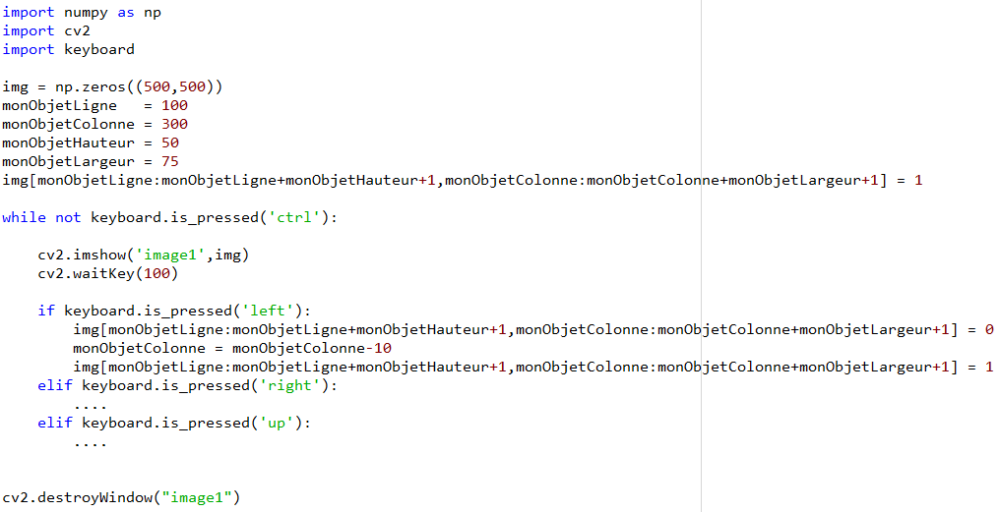 import numpy as np
import cv2
import keyboard
img = np.zeros((500,500))
monObjetLigne   = 100
monObjetColonne = 300
monObjetHauteur = 50
monObjetLargeur = 75
img[monObjetLigne:monObjetLigne+monObjetHauteur+1,monObjetColonne:monObjetColonne+monObjetLargeur+1] = 1
while not keyboard.is_pressed('ctrl'):
    cv2.imshow('image1',img)
    cv2.waitKey(100)
    if keyboard.is_pressed('left'):
        img[monObjetLigne:monObjetLigne+monObjetHauteur+1,monObjetColonne:monObjetColonne+monObjetLargeur+1] = 0
        monObjetColonne = monObjetColonne-10
        img[monObjetLigne:monObjetLigne+monObjetHauteur+1,monObjetColonne:monObjetColonne+monObjetLargeur+1] = 1
    elif keyboard.is_pressed('right'):
        ....
    elif keyboard.is_pressed('up'):
        ....
cv2.destroyWindow("image1")